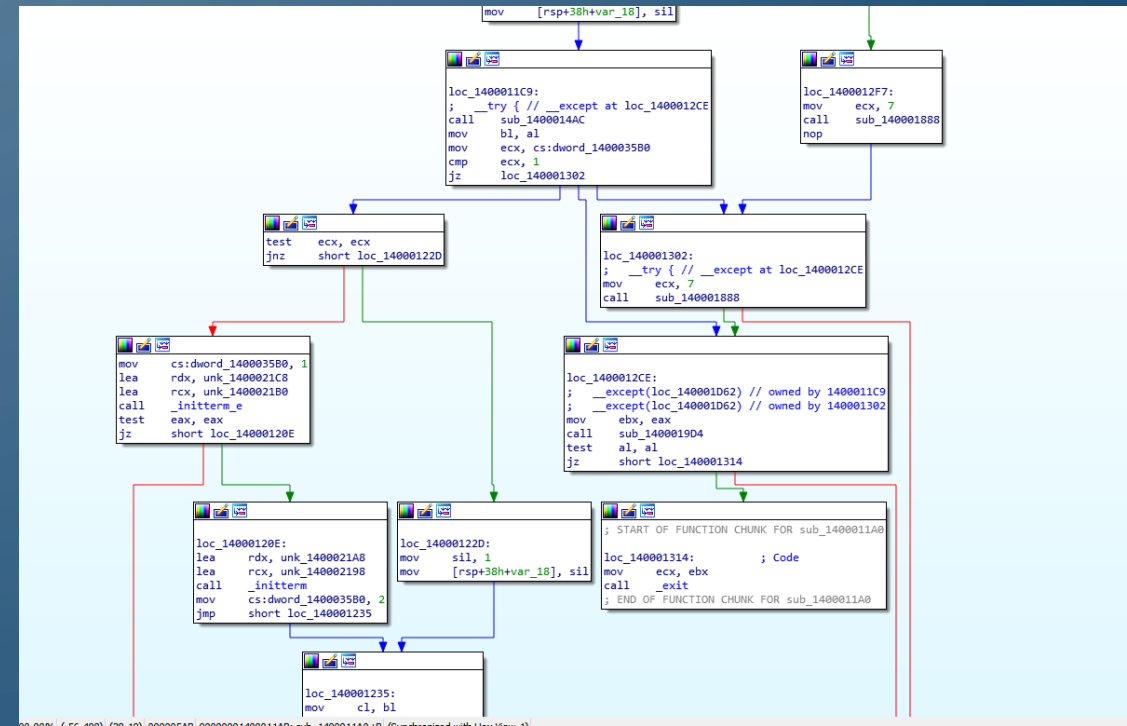 mov     [rsp+38h+var_18], sil
loc_1400011C9:
;   __try { // __except at loc_1400012CE
call    sub_1400014AC
mov     bl, al
mov     ecx, cs:dword_1400035B0
cmp     ecx, 1
jz      loc_140001302
loc_1400012F7:
mov     ecx, 7
call    sub_140001888
nop
test    ecx, ecx
jnz     short loc_14000122D
loc_140001302:
;   __try { // __except at loc_1400012CE
mov     ecx, 7
call    sub_140001888
mov     cs:dword_1400035B0, 1
lea     rdx, unk_1400021C8
lea     rcx, unk_1400021B0
call    _initterm_e
test    eax, eax
jz      short loc_14000120E
loc_1400012CE:
;   __except(loc_140001D62) // owned by 1400011C9
;   __except(loc_140001D62) // owned by 140001302
mov     ebx, eax
call    sub_1400019D4
test    al, al
jz      short loc_140001314
loc_14000120E:
lea     rdx, unk_1400021A8
lea     rcx, unk_140002198
call    _initterm
mov     cs:dword_1400035B0, 2
jmp     short loc_140001235
loc_14000122D:
mov     sil, 1
mov     [rsp+38h+var_18], sil
; START OF FUNCTION CHUNK FOR sub_1400011A0
loc_140001314:          ; Code
mov     ecx, ebx
call    _exit
; END OF FUNCTION CHUNK FOR sub_1400011A0
loc_140001235:
mov     cl, bl